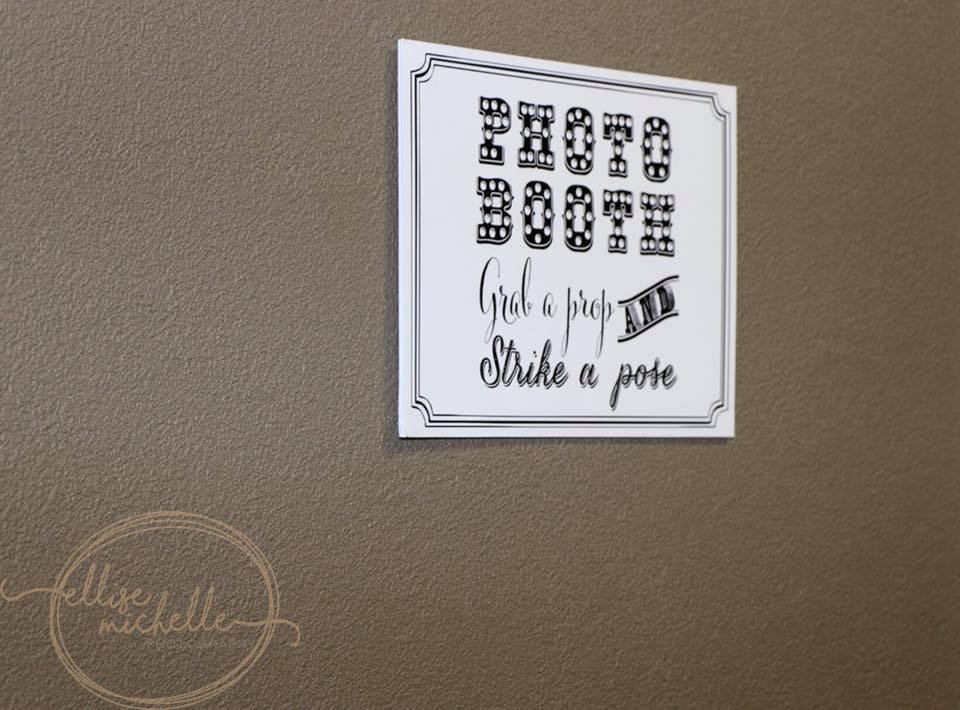 PHOTO
BOOTH
Grab a prop AND
Strike a pose
ellise
michelle